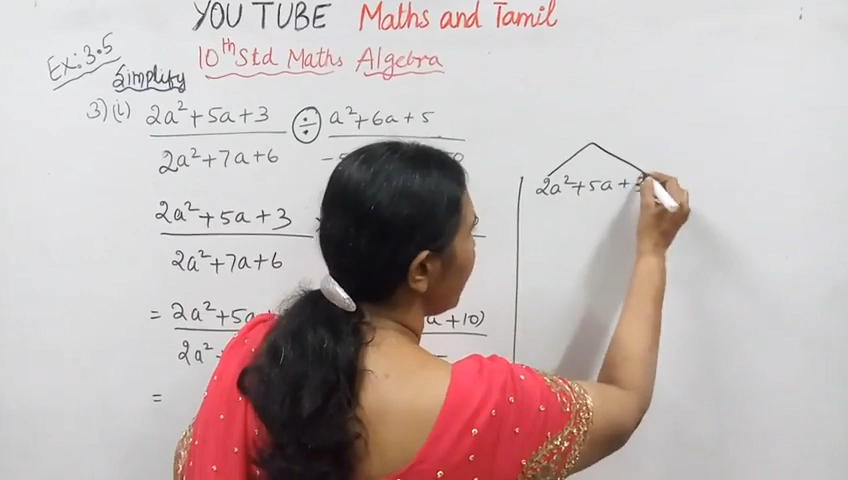 YOU TUBE Maths and Tamil
Ex: 3.5 10th Std Maths Algebra
Simplify
3) (i) 2a²+5a+3 ÷ a²+6a+5
2a²+7a+6 -5
2a²+5a+3
2a²+7a+6
= 2a²+5a a+10)
2a²
=
2a²+5a+